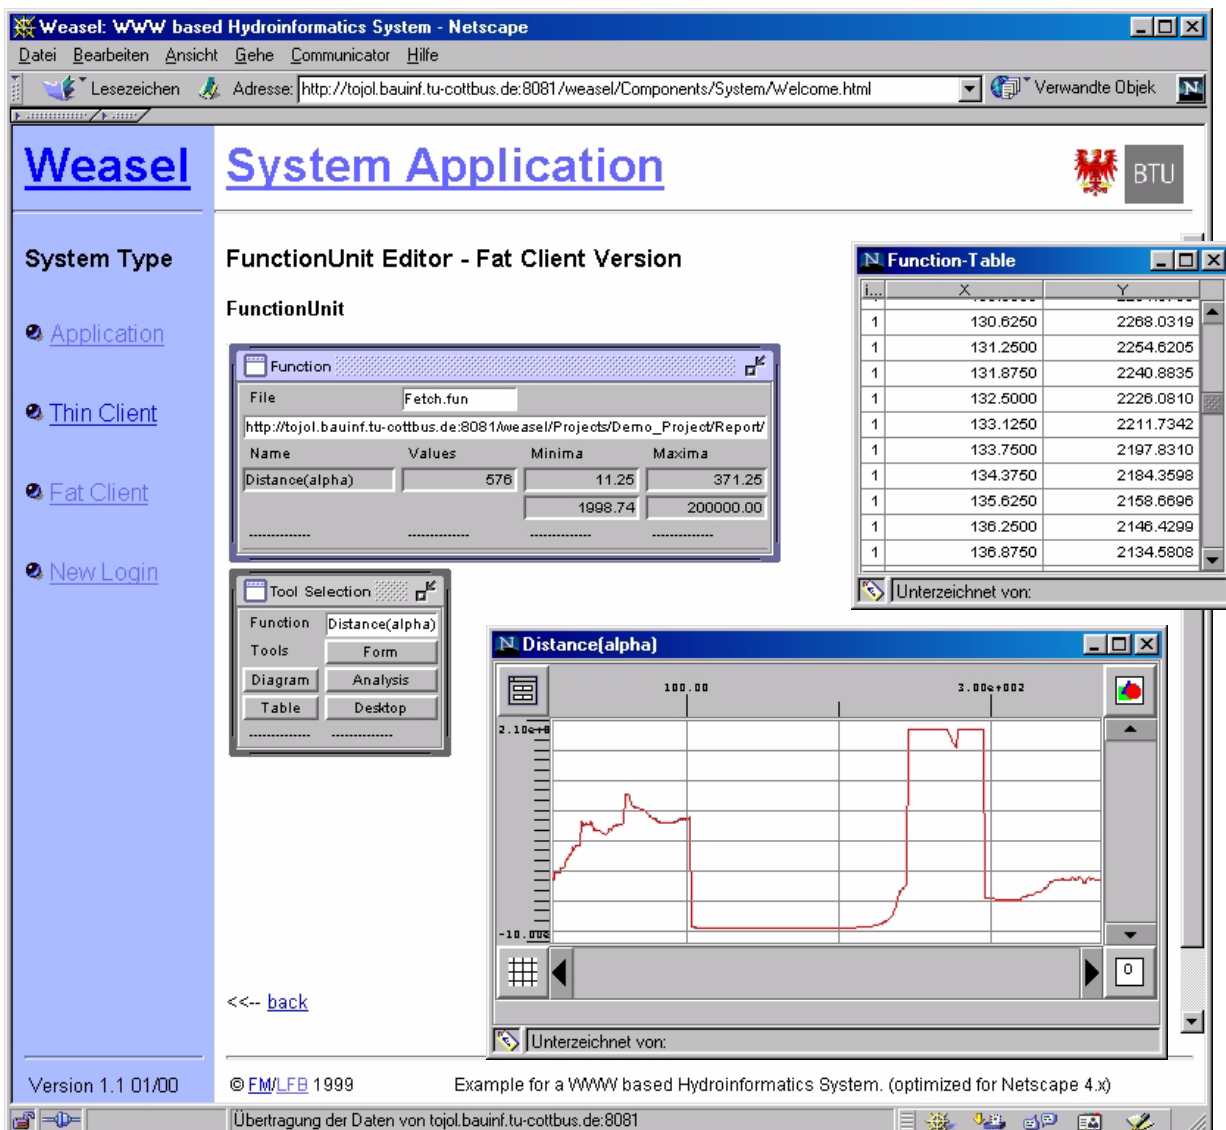 Weasel: WWW based Hydroinformatics System - Netscape
Datei Bearbeiten Ansicht Gehe Communicator Hilfe
Lesezeichen Adresse: http://tojol.bauinf.tu-cottbus.de:8081/weasel/Components/System/Welcome.html Verwandte Objek N
Weasel
System Application
BTU
System Type
Application
Thin Client
Fat Client
New Login
FunctionUnit Editor - Fat Client Version
FunctionUnit
Function
File Fetch.fun
http://tojol.bauinf.tu-cottbus.de:8081/weasel/Projects/Demo_Project/Report/
Name Values Minima Maxima
Distance(alpha) 576 11.25 371.25
1998.74 200000.00
-------------- -------------- -------------- --------------
Tool Selection
Function Distance(alpha)
Tools Form
Diagram Analysis
Table Desktop
-------------- --------------
N Function-Table
i... X Y
1 130.6250 2268.0319
1 131.2500 2254.6205
1 131.8750 2240.8835
1 132.5000 2226.0810
1 133.1250 2211.7342
1 133.7500 2197.8310
1 134.3750 2184.3598
1 135.6250 2158.6696
1 136.2500 2146.4299
1 136.8750 2134.5808
Unterzeichnet von:
N Distance(alpha)
100.00 3.00e+002
2.10e+
-10.00e
0
Unterzeichnet von:
<<-- back
Version 1.1 01/00
© FM/LFB 1999 Example for a WWW based Hydroinformatics System. (optimized for Netscape 4.x)
Übertragung der Daten von tojol.bauinf.tu-cottbus.de:8081